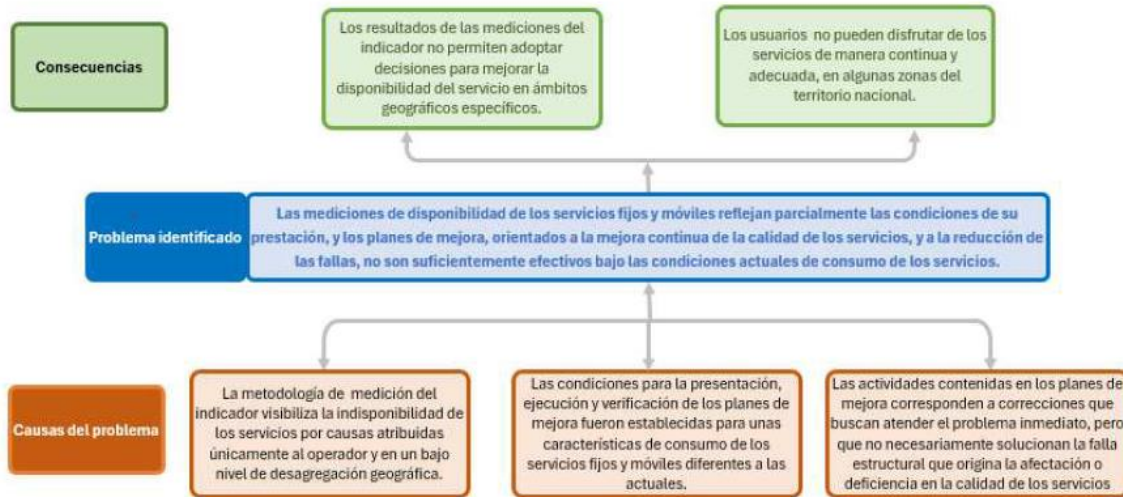 Consecuencias
Los resultados de las mediciones del
indicador no permiten adoptar
decisiones para mejorar la
disponibilidad del servicio en ámbitos
geográficos específicos.
Los usuarios no pueden disfrutar de los
servicios de manera continua y
adecuada, en algunas zonas del
territorio nacional.
Problema identificado
Las mediciones de disponibilidad de los servicios fijos y móviles reflejan parcialmente las condiciones de su
prestación, y los planes de mejora, orientados a la mejora continua de la calidad de los servicios, y a la reducción de
las fallas, no son suficientemente efectivos bajo las condiciones actuales de consumo de los servicios.
Causas del problema
La metodología de medición del
indicador visibiliza la indisponibilidad de
los servicios por causas atribuidas
únicamente al operador y en un bajo
nivel de desagregación geográfica.
Las condiciones para la presentación,
ejecución y verificación de los planes de
mejora fueron establecidas para unas
características de consumo de los
servicios fijos y móviles diferentes a las
actuales.
Las actividades contenidas en los planes de
mejora corresponden a correcciones que
buscan atender el problema inmediato, pero
que no necesariamente solucionan la falla
estructural que origina la afectación o
deficiencia en la calidad de los servicios